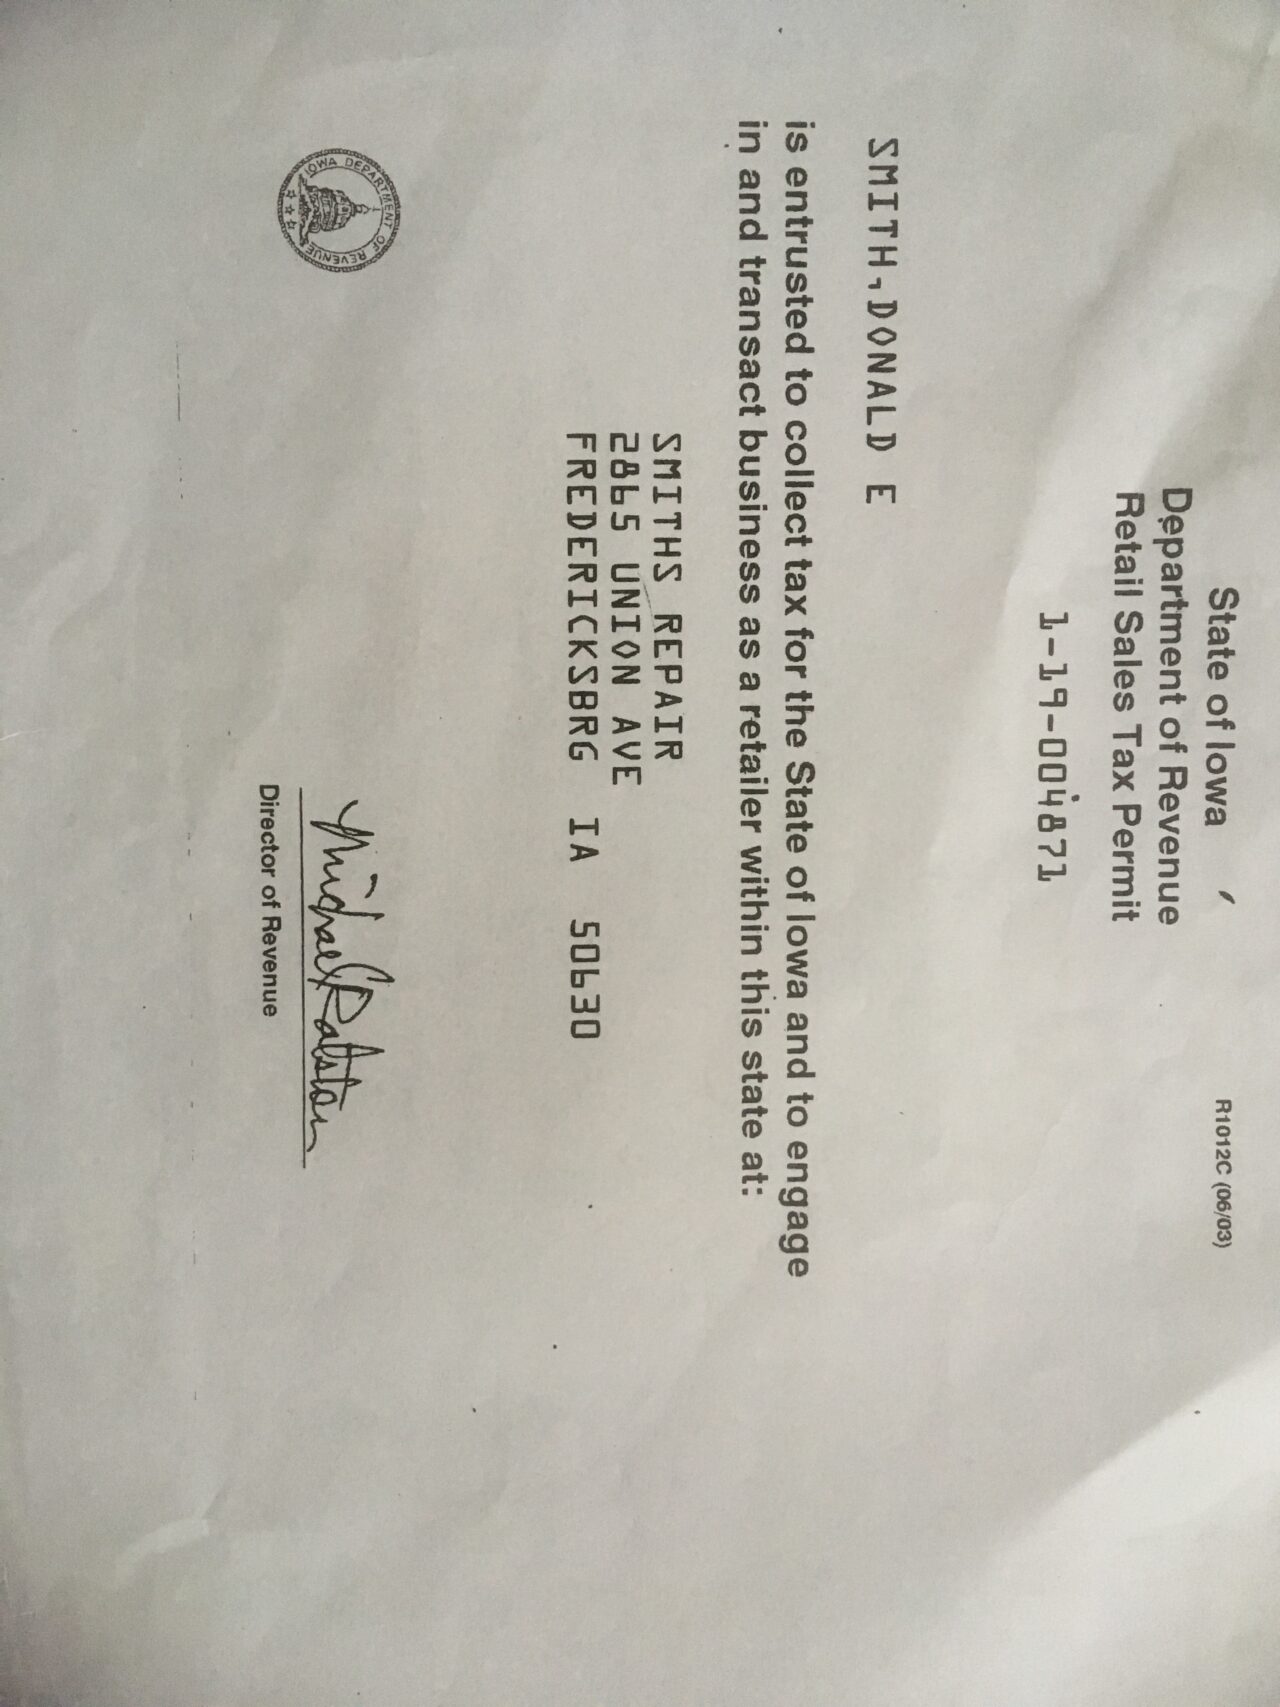 R1012C (06/03)
State of Iowa
Department of Revenue
Retail Sales Tax Permit
1-19-004871
SMITH,DONALD E
is entrusted to collect tax for the State of Iowa and to engage
in and transact business as a retailer within this state at:
SMITHS REPAIR
2865 UNION AVE
FREDERICKSBRG IA 50630
IOWA DEPARTMENT OF REVENUE
Michael Ralston
Director of Revenue